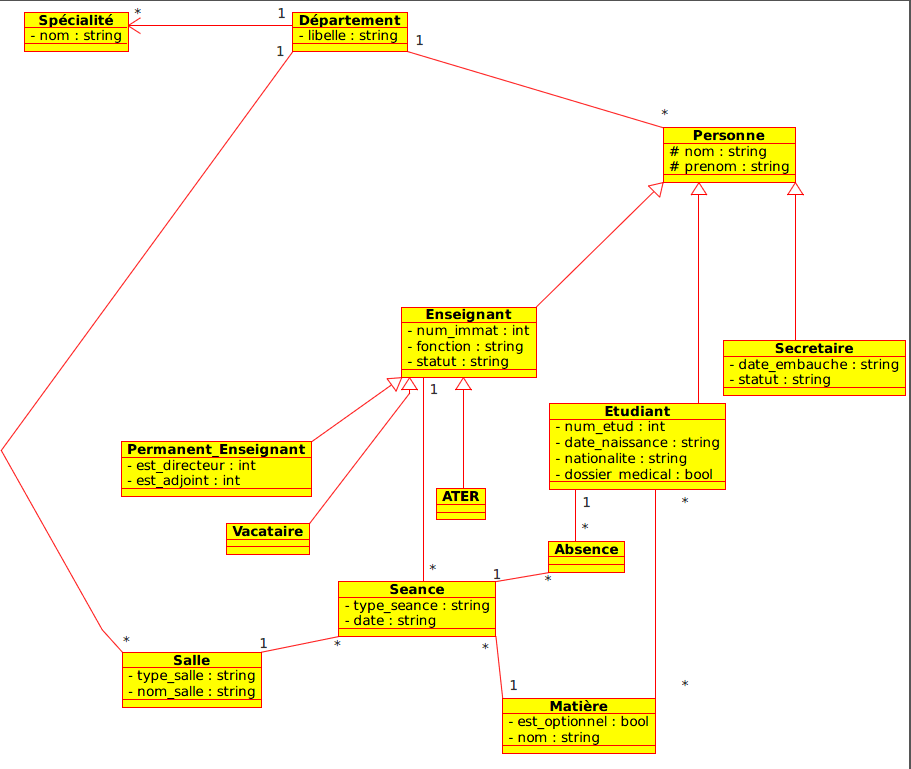 Spécialité
- nom : string
*
1
Département
- libelle : string
1
1
*
Personne
# nom : string
# prenom : string
Enseignant
- num_immat : int
- fonction : string
- statut : string
Secretaire
- date_embauche : string
- statut : string
1
Etudiant
- num_etud : int
- date_naissance : string
- nationalite : string
- dossier_medical : bool
Permanent_Enseignant
- est_directeur : int
- est_adjoint : int
ATER
1
*
Vacataire
*
Absence
*
1
*
Seance
- type_seance : string
- date : string
*
1
*
*
Salle
- type_salle : string
- nom_salle : string
1
*
Matière
- est_optionnel : bool
- nom : string